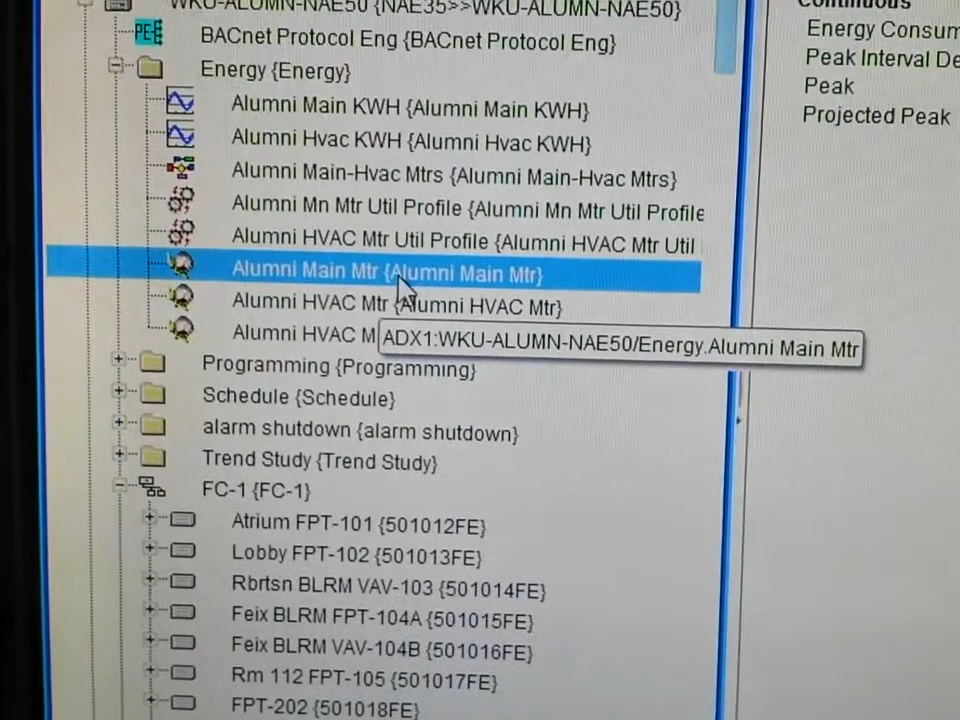 WKU-ALUMN-NAE50 {NAE35>>WKU-ALUMN-NAE50}
BACnet Protocol Eng {BACnet Protocol Eng}
Energy {Energy}
Alumni Main KWH {Alumni Main KWH}
Alumni Hvac KWH {Alumni Hvac KWH}
Alumni Main-Hvac Mtrs {Alumni Main-Hvac Mtrs}
Alumni Mn Mtr Util Profile {Alumni Mn Mtr Util Profile
Alumni HVAC Mtr Util Profile {Alumni HVAC Mtr Util
Alumni Main Mtr {Alumni Main Mtr}
Alumni HVAC Mtr {Alumni HVAC Mtr}
Alumni HVAC M
ADX1:WKU-ALUMN-NAE50/Energy.Alumni Main Mtr
Programming {Programming}
Schedule {Schedule}
alarm shutdown {alarm shutdown}
Trend Study {Trend Study}
FC-1 {FC-1}
Atrium FPT-101 {501012FE}
Lobby FPT-102 {501013FE}
Rbrtsn BLRM VAV-103 {501014FE}
Feix BLRM FPT-104A {501015FE}
Feix BLRM VAV-104B {501016FE}
Rm 112 FPT-105 {501017FE}
FPT-202 {501018FE}
Continuous
Energy Consum
Peak Interval De
Peak
Projected Peak